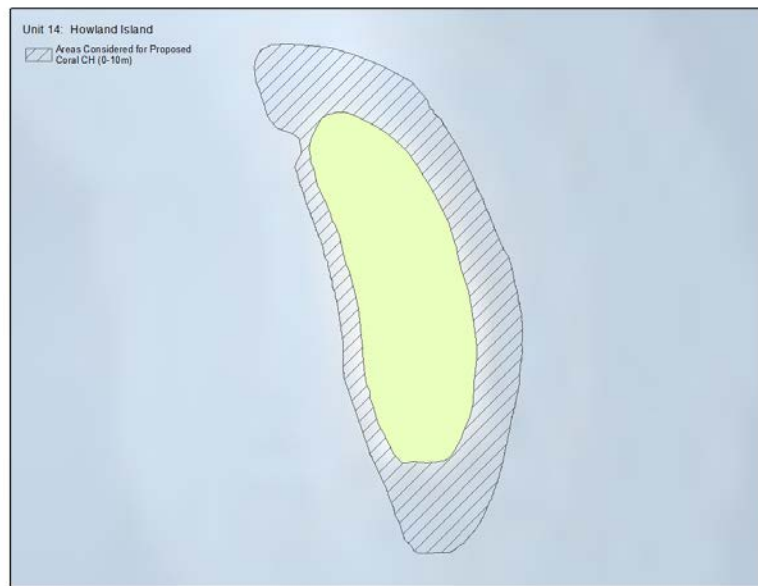 Unit 14: Howland Island
Areas Considered for Proposed
Coral CH (0-10m)